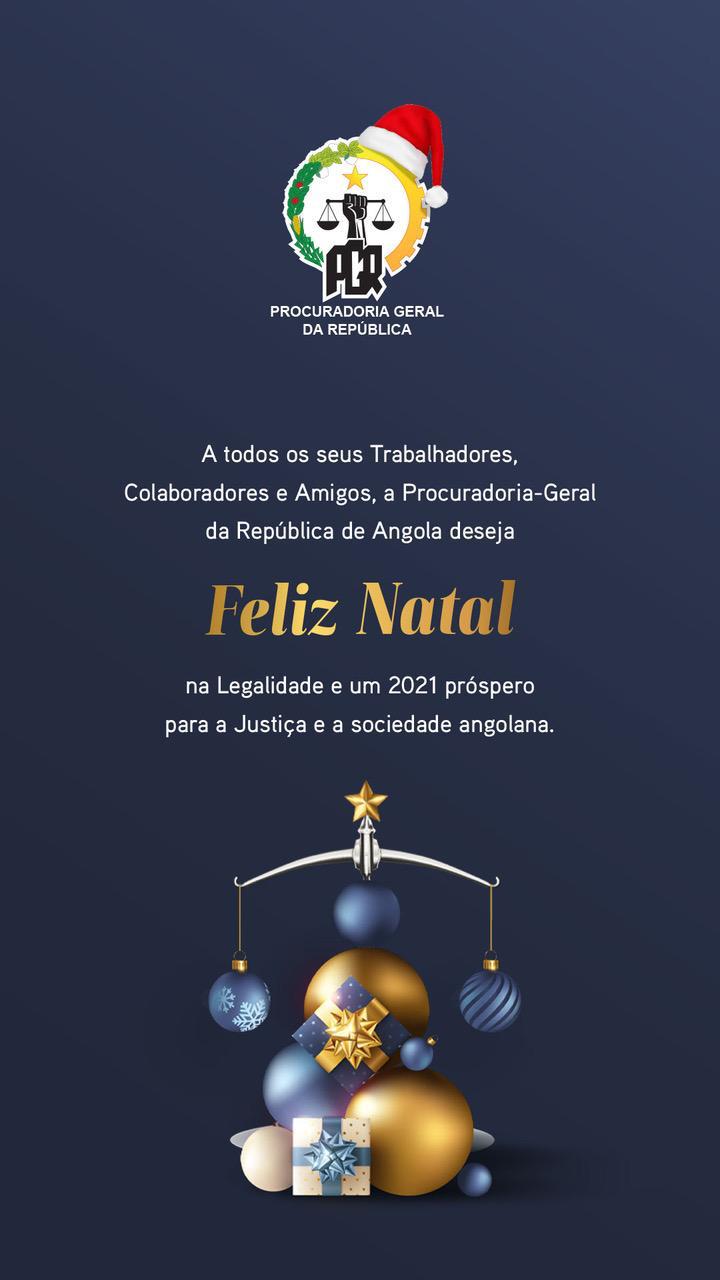 PGR
PROCURADORIA GERAL
DA REPÚBLICA
A todos os seus Trabalhadores,
Colaboradores e Amigos, a Procuradoria-Geral
da República de Angola deseja
Feliz Natal
na Legalidade e um 2021 próspero
para a Justiça e a sociedade angolana.